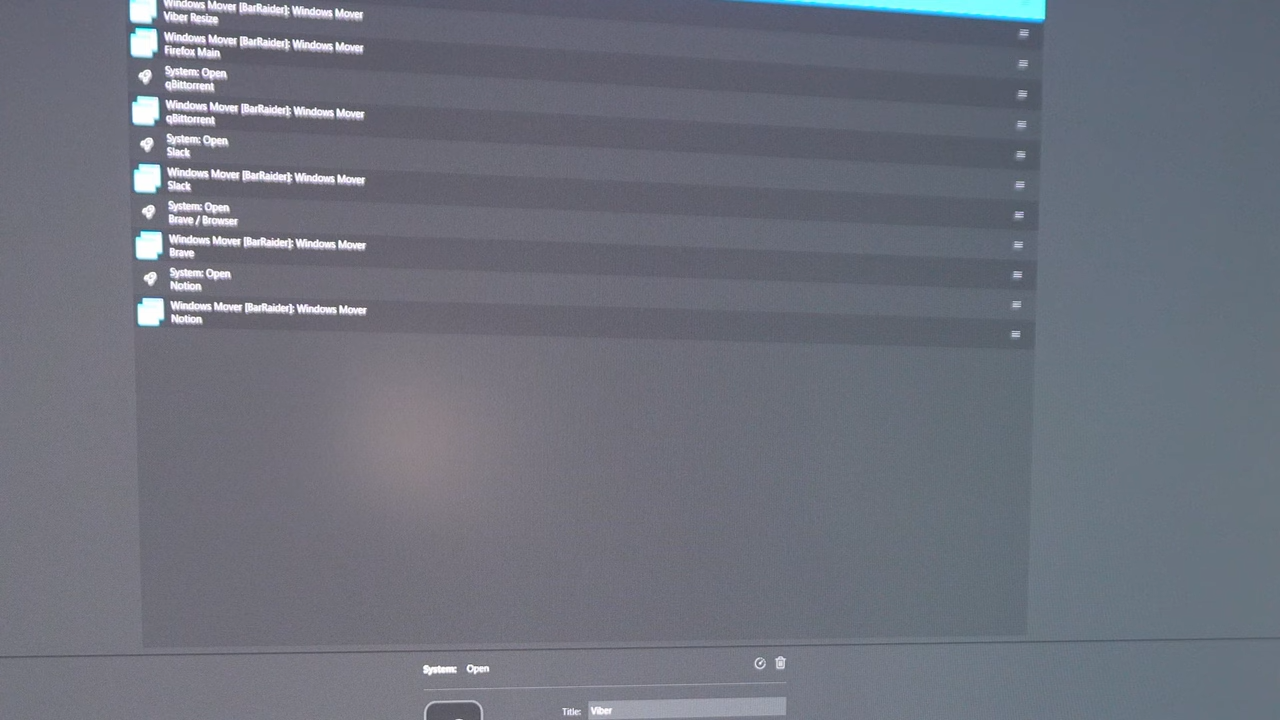 Windows Mover [BarRaider]: Windows Mover
Viber Resize
Windows Mover [BarRaider]: Windows Mover
Firefox Main
System: Open
qBittorrent
Windows Mover [BarRaider]: Windows Mover
qBittorrent
System: Open
Slack
Windows Mover [BarRaider]: Windows Mover
Slack
System: Open
Brave / Browser
Windows Mover [BarRaider]: Windows Mover
Brave
System: Open
Notion
Windows Mover [BarRaider]: Windows Mover
Notion
System: Open
Title: Viber